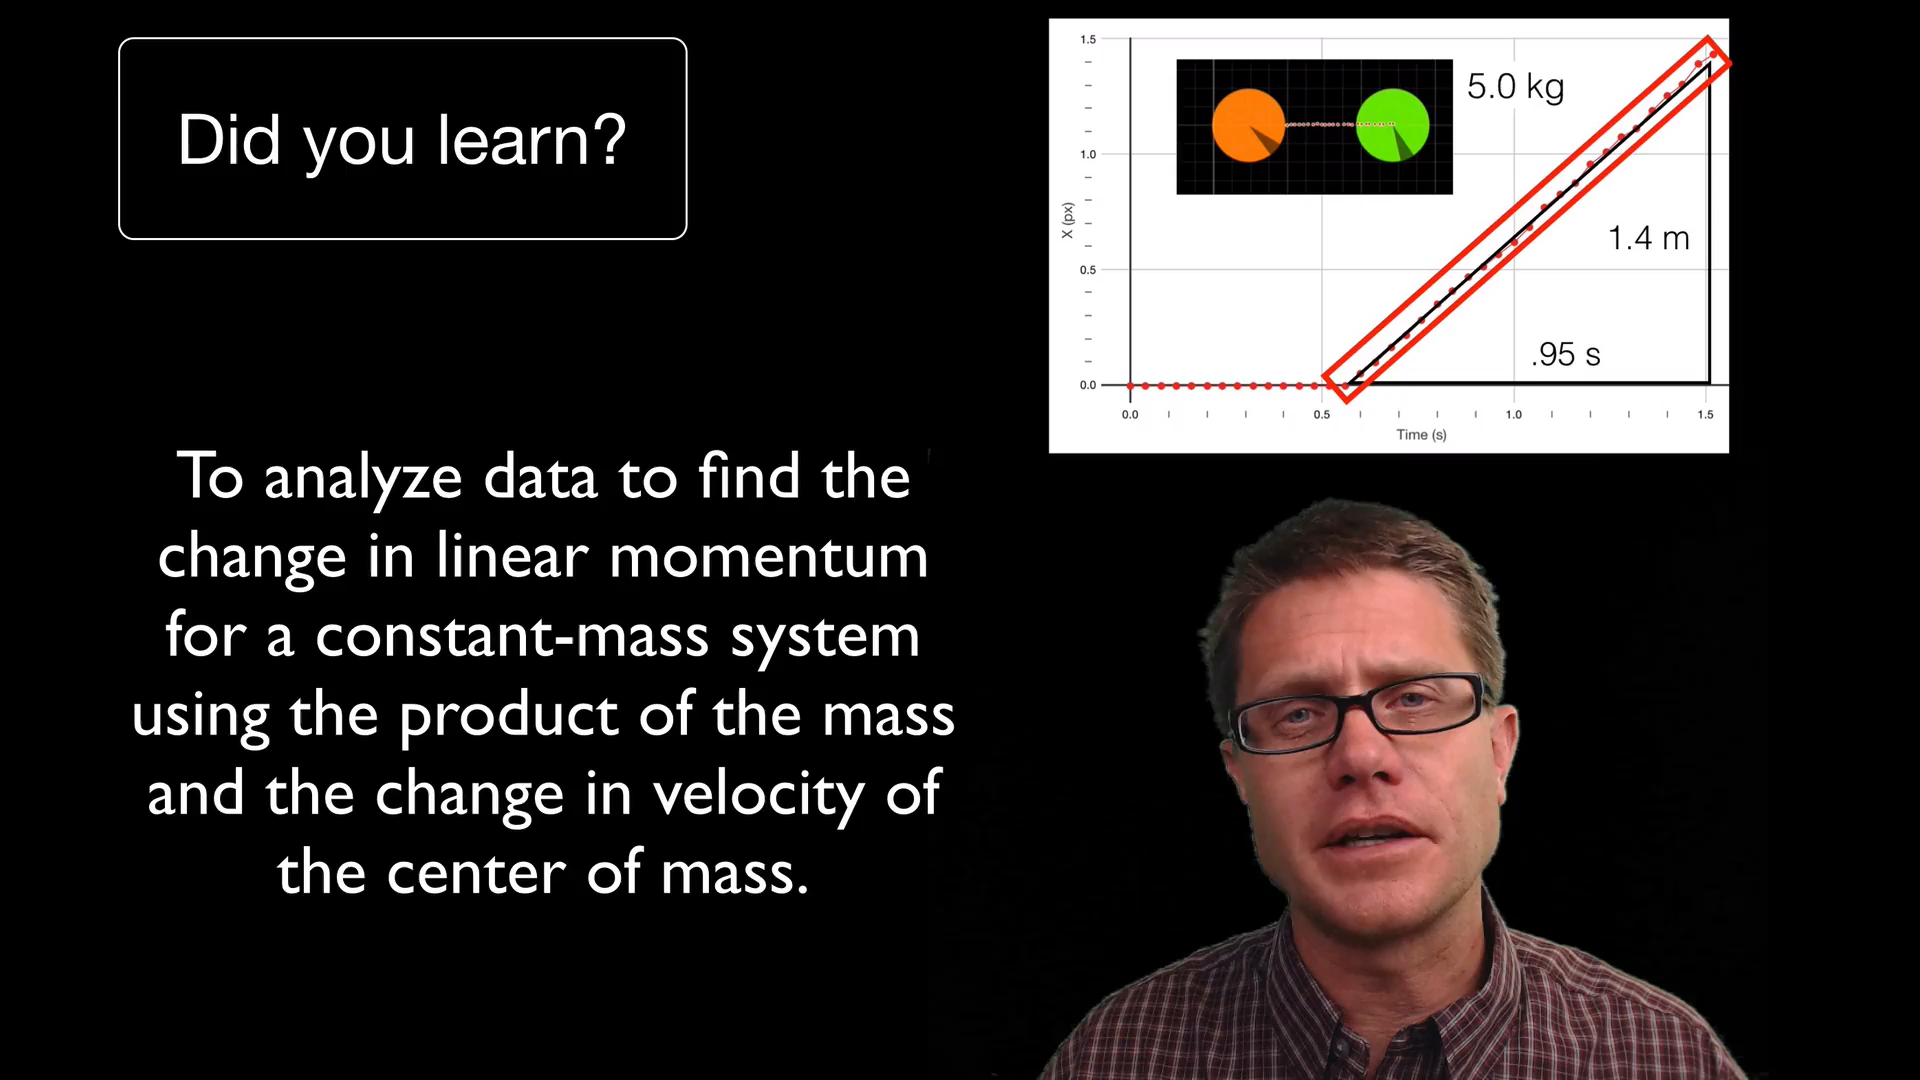 Did you learn?
To analyze data to find the
change in linear momentum
for a constant-mass system
using the product of the mass
and the change in velocity of
the center of mass.
1.5
1.0
0.5
0.0
X (px)
5.0 kg
1.4 m
.95 s
0.0
0.5
1.0
1.5
Time (s)